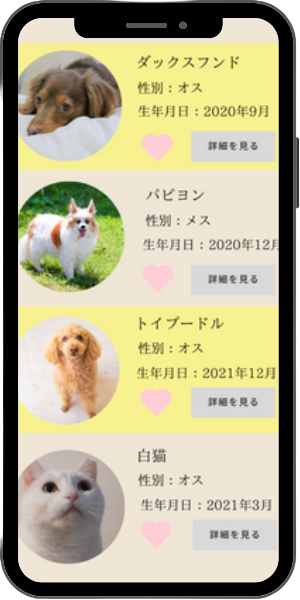 ダックスフンド
性別：オス
生年月日：2020年9月
詳細を見る
パピヨン
性別：メス
生年月日：2020年12月
詳細を見る
トイプードル
性別：オス
生年月日：2021年12月
詳細を見る
白猫
性別：オス
生年月日：2021年3月
詳細を見る